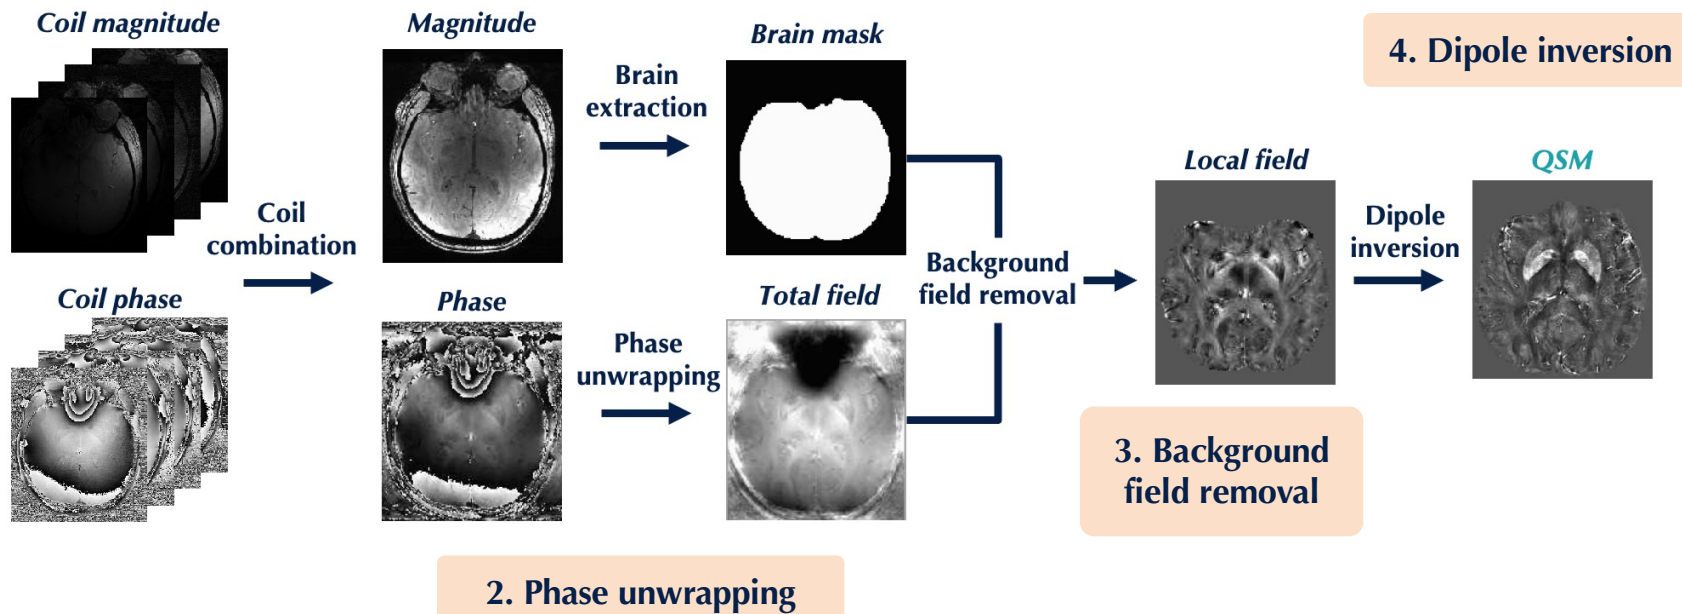 Coil magnitude
Magnitude
Brain mask
4. Dipole inversion
Brain
extraction
Local field
QSM
Coil
combination
Dipole
inversion
Background
field removal
Coil phase
Phase
Total field
Phase
unwrapping
3. Background
field removal
2. Phase unwrapping